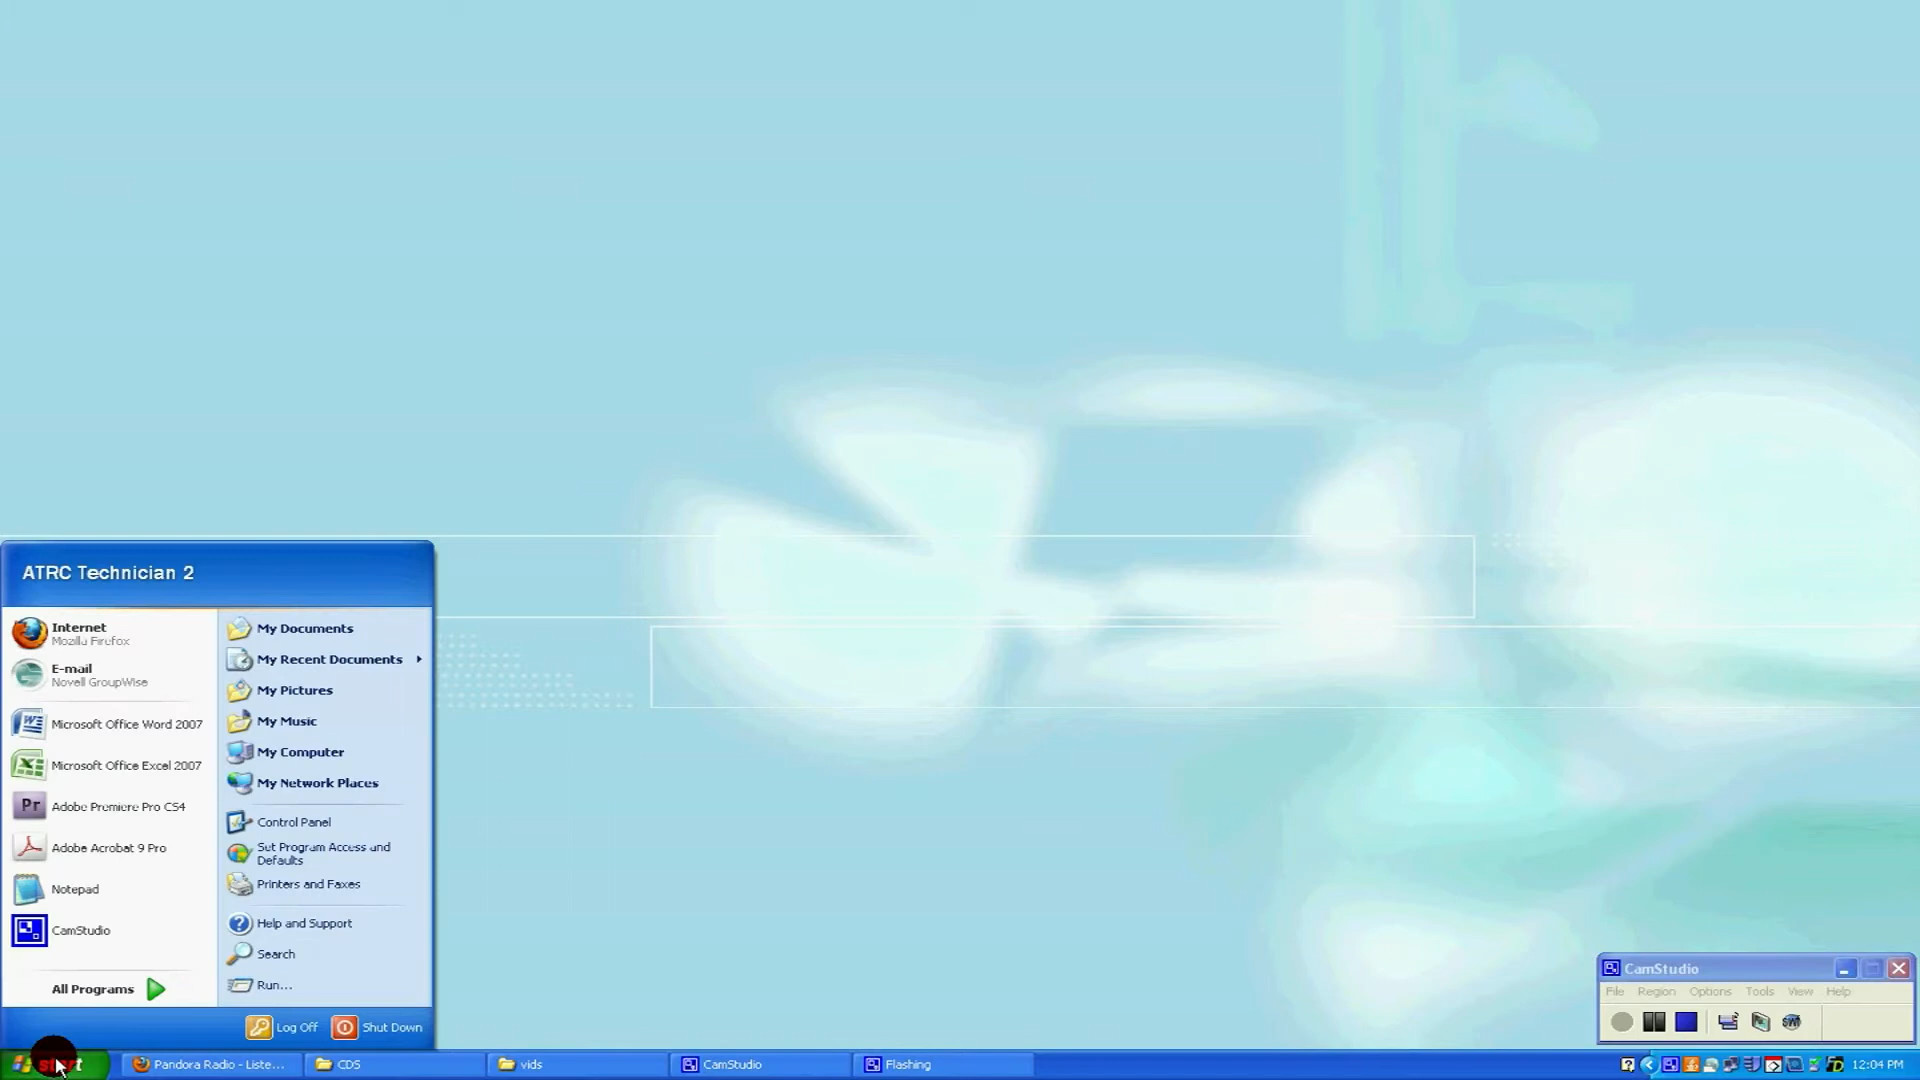 ATRC Technician 2
Internet
Mozilla Firefox
E-mail
Novell GroupWise
Microsoft Office Word 2007
Microsoft Office Excel 2007
Pr
Adobe Premiere Pro CS4
Adobe Acrobat 9 Pro
Notepad
CamStudio
All Programs
My Documents
My Recent Documents
My Pictures
My Music
My Computer
My Network Places
Control Panel
Set Program Access and
Defaults
Printers and Faxes
Help and Support
Search
Run...
Log Off
Shut Down
CamStudio
File Region Options Tools View Help
SWF
start
Pandora Radio - Liste...
CDS
vids
CamStudio
Flashing
12:04 PM